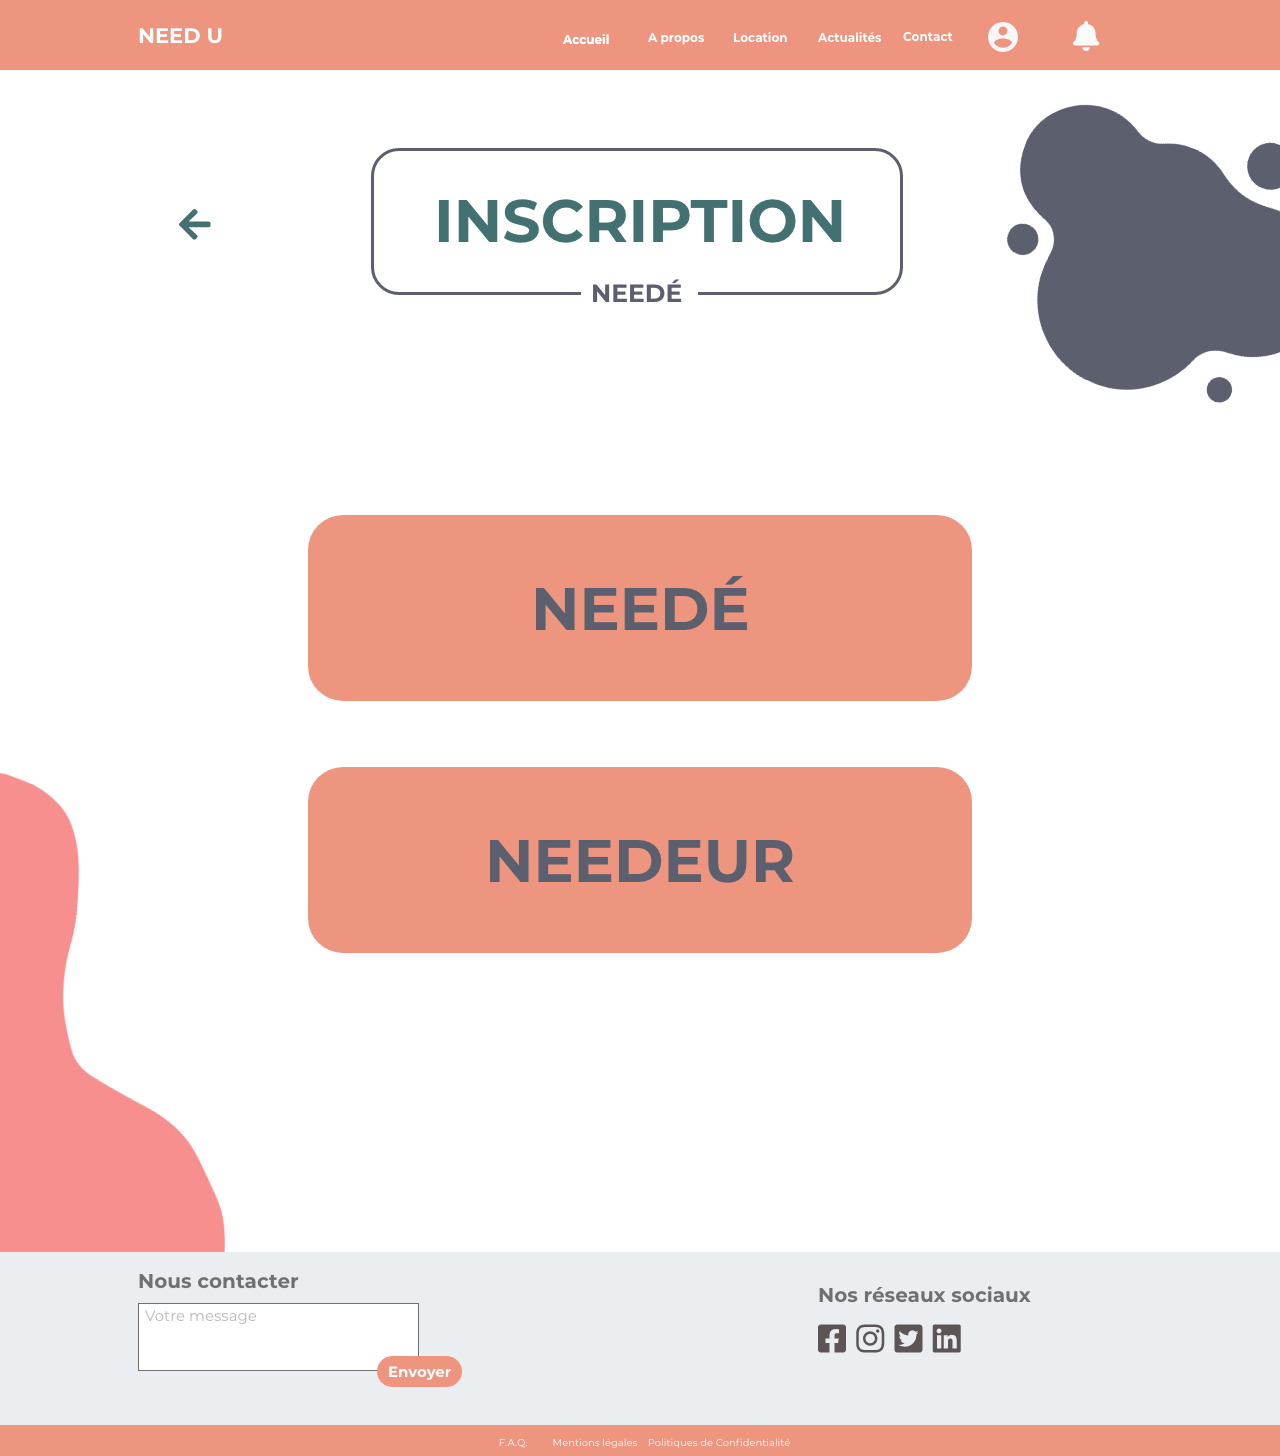 NEED U
Accueil
A propos
Location
Actualités
Contact
INSCRIPTION
NEEDÉ
NEEDÉ
NEEDEUR
Nous contacter
Votre message
Envoyer
Nos réseaux sociaux
F.A.Q.
Mentions légales
Politiques de Confidentialité